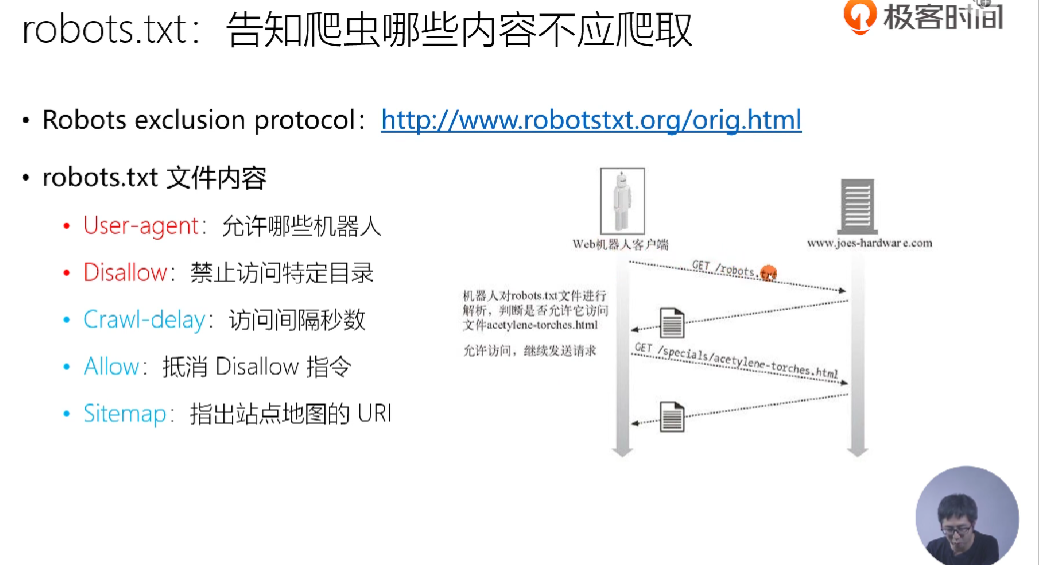 robots.txt：告知爬虫哪些内容不应爬取
极客时间
• Robots exclusion protocol：http://www.robotstxt.org/orig.html
• robots.txt 文件内容
• User-agent：允许哪些机器人
• Disallow：禁止访问特定目录
• Crawl-delay：访问间隔秒数
• Allow：抵消 Disallow 指令
• Sitemap：指出站点地图的 URI
Web机器人客户端
www.joes-hardware.com
GET /robots.txt
机器人对robots.txt文件进行
解析，判断是否允许它访问
文件acetylene-torches.html
允许访问，继续发送请求
GET /specials/acetylene-torches.html